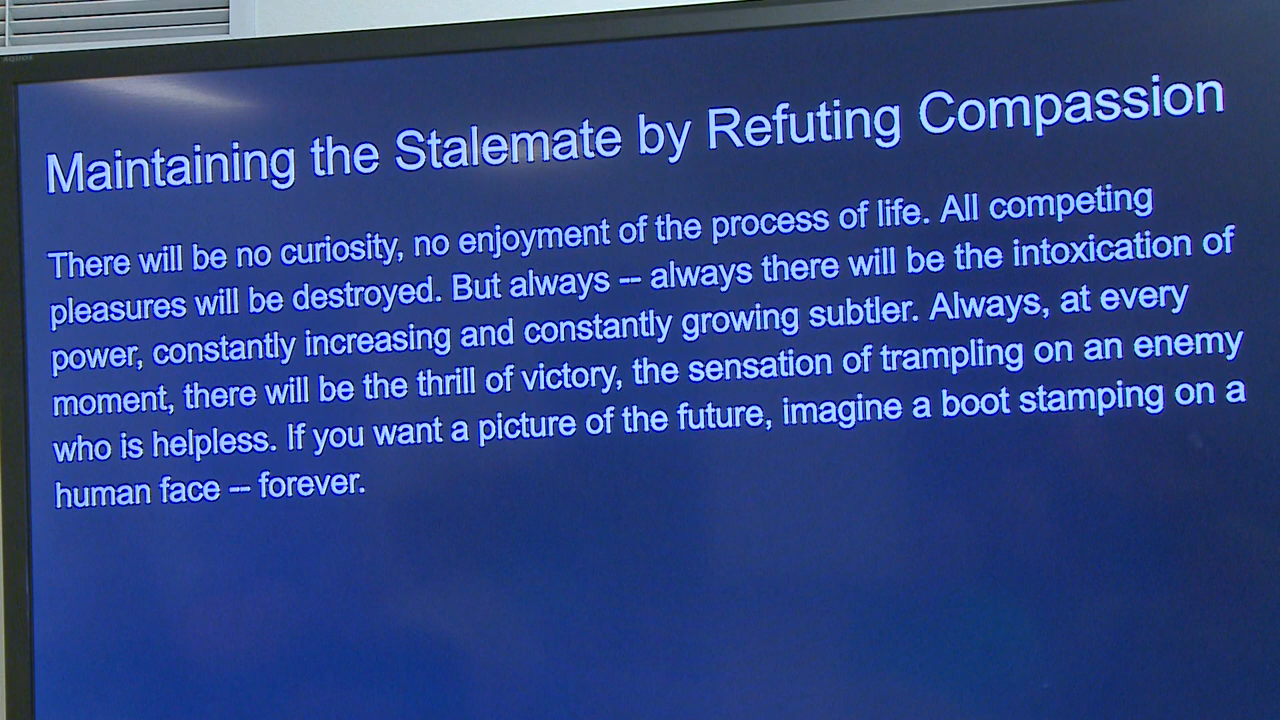 AQUOS
Maintaining the Stalemate by Refuting Compassion
There will be no curiosity, no enjoyment of the process of life. All competing
pleasures will be destroyed. But always -- always there will be the intoxication of
power, constantly increasing and constantly growing subtler. Always, at every
moment, there will be the thrill of victory, the sensation of trampling on an enemy
who is helpless. If you want a picture of the future, imagine a boot stamping on a
human face -- forever.